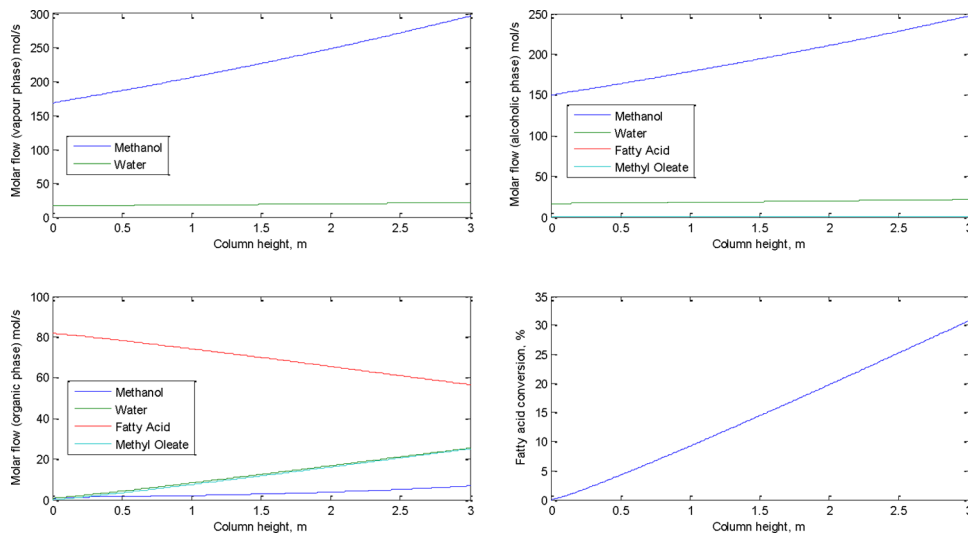 300
250
200
150
100
50
0
Molar flow (vapour phase) mol/s
Methanol
Water
0 0.5 1 1.5 2 2.5 3
Column height, m
250
200
150
100
50
0
Molar flow (alcoholic phase) mol/s
Methanol
Water
Fatty Acid
Methyl Oleate
0 0.5 1 1.5 2 2.5 3
Column height, m
100
80
60
40
20
0
Molar flow (organic phase) mol/s
Methanol
Water
Fatty Acid
Methyl Oleate
0 0.5 1 1.5 2 2.5 3
Column height, m
35
30
25
20
15
10
5
0
Fatty acid conversion, %
0 0.5 1 1.5 2 2.5 3
Column height, m